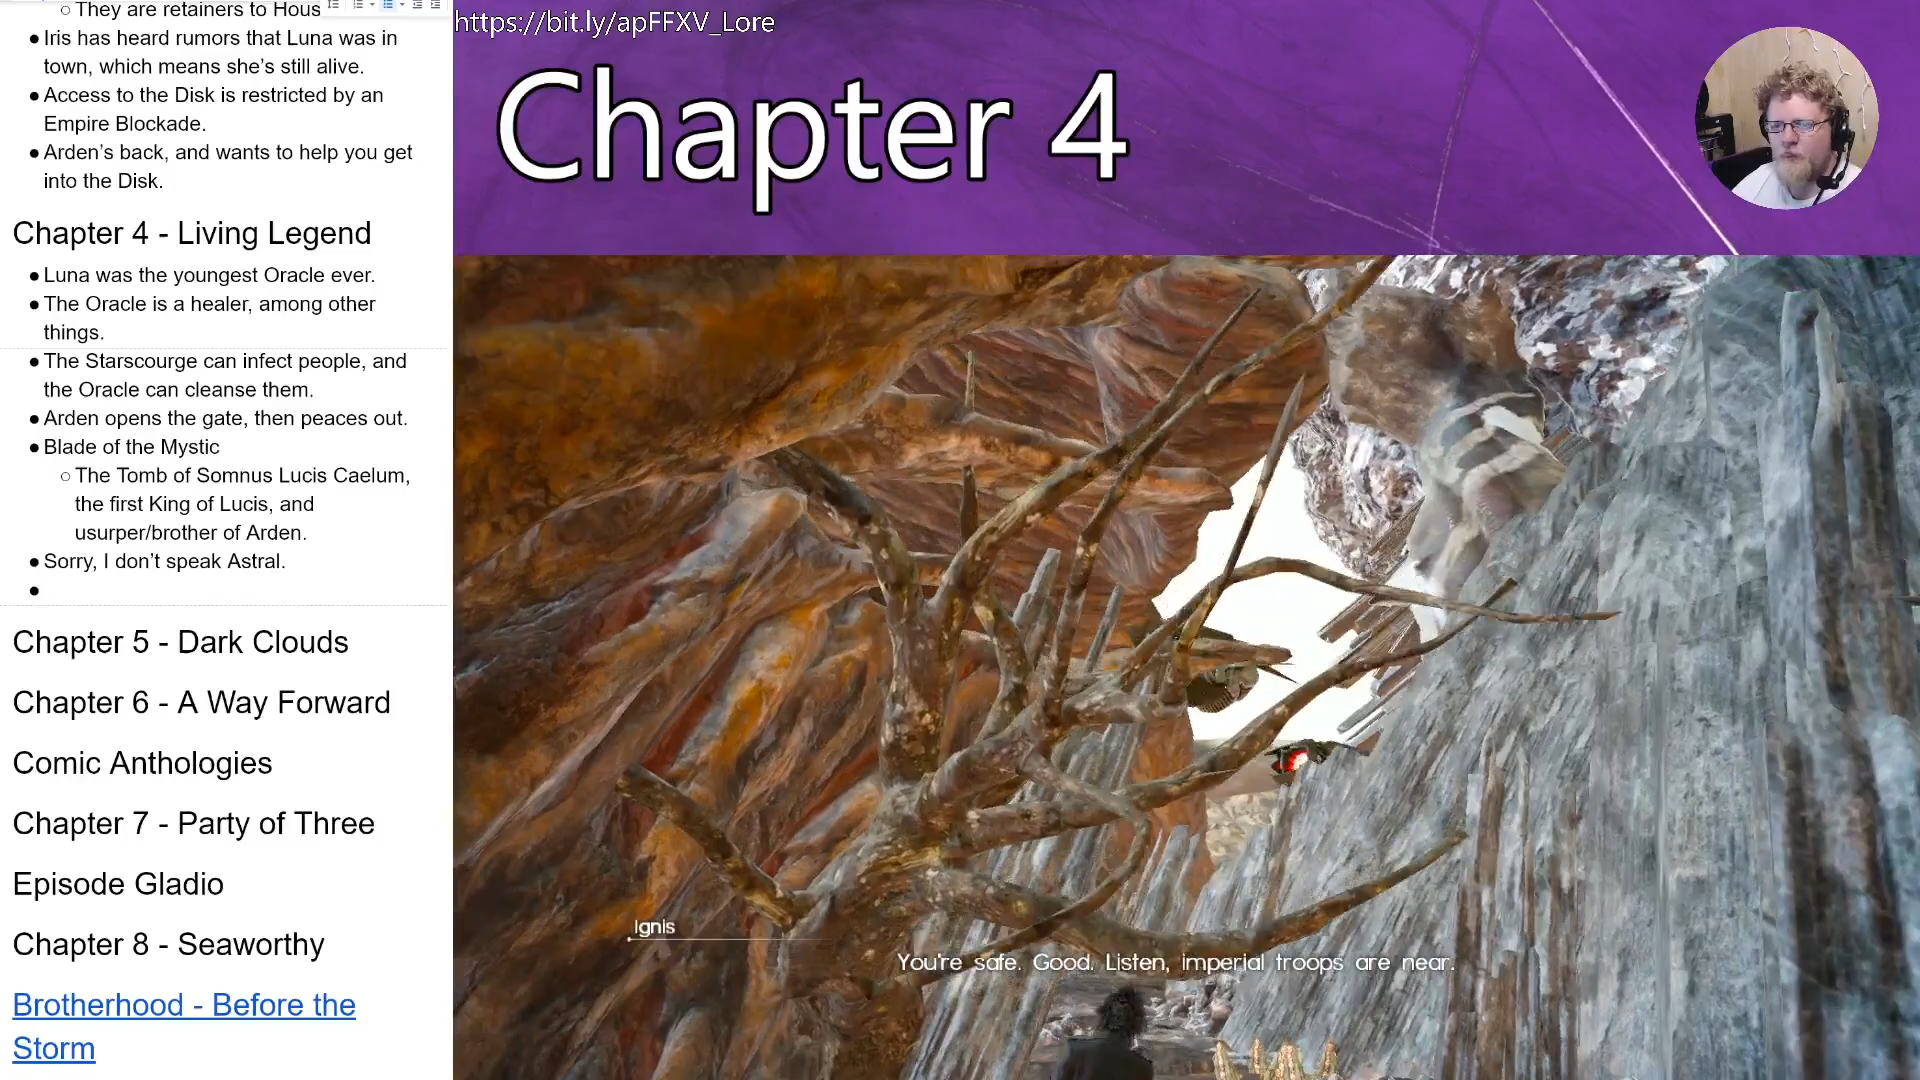 They are retainers to Hous
Iris has heard rumors that Luna was in
town, which means she's still alive.
Access to the Disk is restricted by an
Empire Blockade.
Arden's back, and wants to help you get
into the Disk.
Chapter 4 - Living Legend
Luna was the youngest Oracle ever.
The Oracle is a healer, among other
things.
The Starscourge can infect people, and
the Oracle can cleanse them.
Arden opens the gate, then peaces out.
Blade of the Mystic
The Tomb of Somnus Lucis Caelum,
the first King of Lucis, and
usurper/brother of Arden.
Sorry, I don't speak Astral.
Chapter 5 - Dark Clouds
Chapter 6 - A Way Forward
Comic Anthologies
Chapter 7 - Party of Three
Episode Gladio
Chapter 8 - Seaworthy
Brotherhood - Before the
Storm
https://bit.ly/apFFXV_Lore
Chapter 4
Ignis
You're safe. Good. Listen, imperial troops are near.